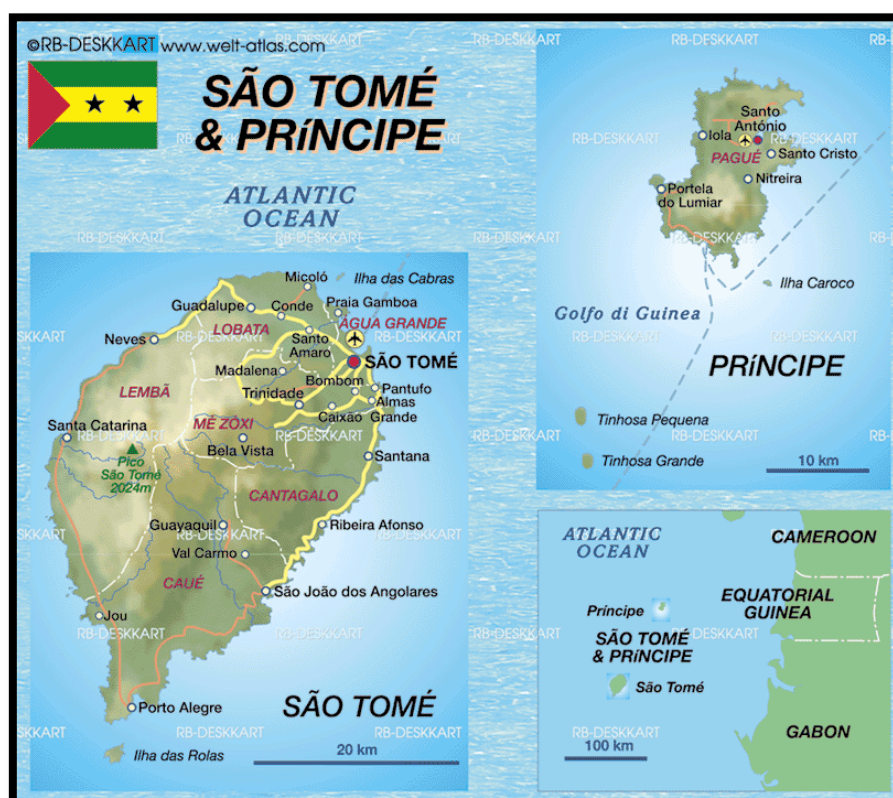 ©RB-DESKKART www.welt-atlas.com
SÃO TOMÉ
& PRíNCIPE
ATLANTIC
OCEAN
Micoló
Ilha das Cabras
Guadalupe
Conde
Praia Gamboa
LOBATA
ÁGUA GRANDE
Neves
Santo
Amaro
SÃO TOMÉ
Madalena
Bombom
Pantufo
LEMBÃ
Trinidade
Almas
Caixão Grande
MÉ ZÓXI
Santa Catarina
Bela Vista
Santana
Pico
São Tomé
2024m
CANTAGALO
Guayaquil
Ribeira Afonso
Val Carmo
CAUÉ
São João dos Angolares
Jou
Porto Alegre
SÃO TOMÉ
Ilha das Rolas
20 km
Santo
António
Iola
PAGUÉ
Santo Cristo
Nitreira
Portela
do Lumiar
Ilha Caroco
Golfo di Guinea
PRíNCIPE
Tinhosa Pequena
Tinhosa Grande
10 km
ATLANTIC
OCEAN
CAMEROON
EQUATORIAL
GUINEA
Príncipe
SÃO TOMÉ
& PRíNCIPE
São Tomé
GABON
100 km
RB-DESKKART